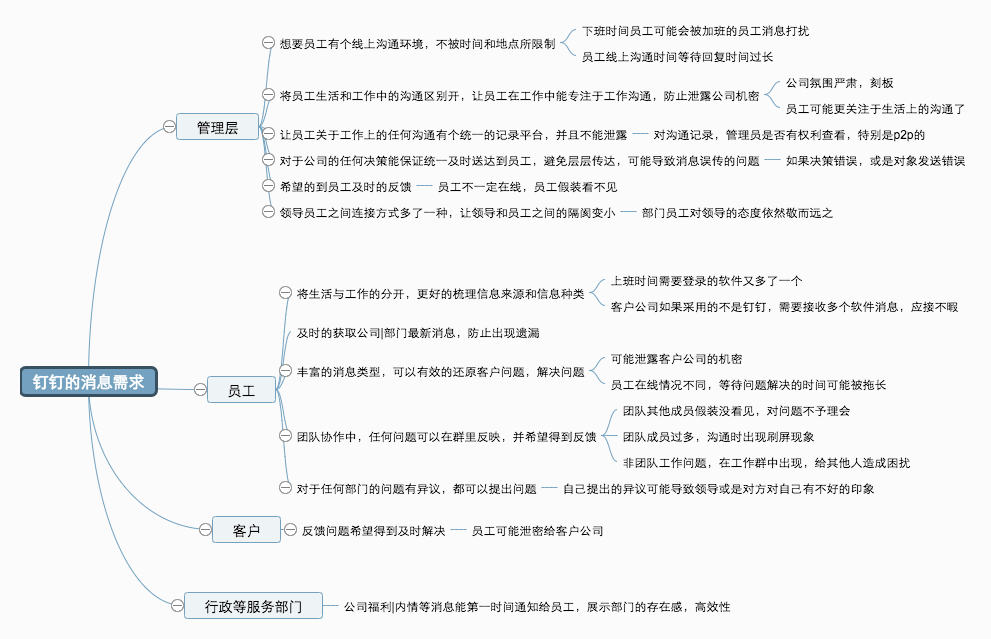 钉钉的消息需求
管理层
想要员工有个线上沟通环境，不被时间和地点所限制
下班时间员工可能会被加班的员工消息打扰
员工线上沟通时间等待回复时间过长
将员工生活和工作中的沟通区别开，让员工在工作中能专注于工作沟通，防止泄露公司机密
公司氛围严肃，刻板
员工可能更关注于生活上的沟通了
让员工关于工作上的任何沟通有个统一的记录平台，并且不能泄露
对沟通记录，管理员是否有权利查看，特别是p2p的
对于公司的任何决策能保证统一及时送达到员工，避免层层传达，可能导致消息误传的问题
如果决策错误，或是对象发送错误
希望的到员工及时的反馈
员工不一定在线，员工假装看不见
领导员工之间连接方式多了一种，让领导和员工之间的隔阂变小
部门员工对领导的态度依然敬而远之
员工
将生活与工作的分开，更好的梳理信息来源和信息种类
上班时间需要登录的软件又多了一个
客户公司如果采用的不是钉钉，需要接收多个软件消息，应接不暇
及时的获取公司|部门最新消息，防止出现遗漏
丰富的消息类型，可以有效的还原客户问题，解决问题
可能泄露客户公司的机密
员工在线情况不同，等待问题解决的时间可能被拖长
团队协作中，任何问题可以在群里反映，并希望得到反馈
团队其他成员假装没看见，对问题不予理会
团队成员过多，沟通时出现刷屏现象
非团队工作问题，在工作群中出现，给其他人造成困扰
对于任何部门的问题有异议，都可以提出问题
自己提出的异议可能导致领导或是对方对自己有不好的印象
客户
反馈问题希望得到及时解决
员工可能泄密给客户公司
行政等服务部门
公司福利|内情等消息能第一时间通知给员工，展示部门的存在感，高效性